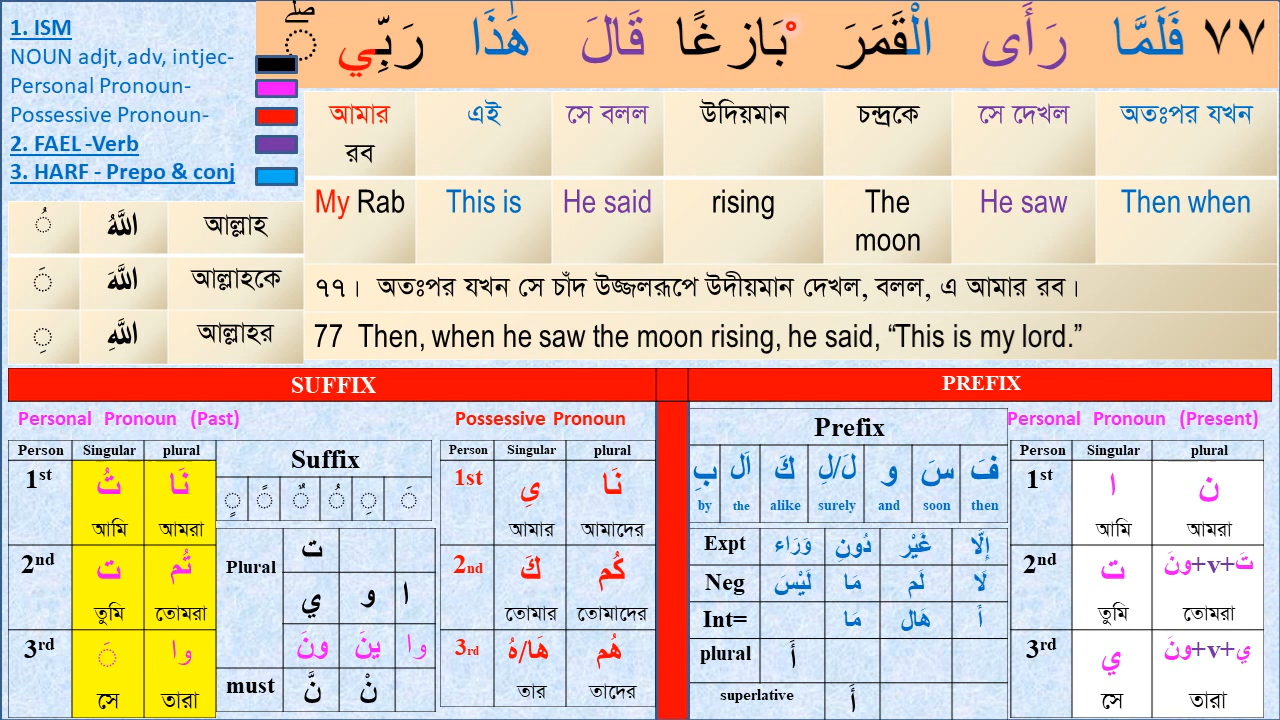 1. ISM
NOUN adjt, adv, intjec-
Personal Pronoun-
Possessive Pronoun-
2. FAEL -Verb
3. HARF - Prepo & conj
٧٧ فَلَمَّا رَأَى الْقَمَرَ بَازِغًا قَالَ هَٰذَا رَبِّي ۖ
আমার রব এই সে বলল উদিয়মান চন্দ্রকে সে দেখল অতঃপর যখন
My Rab This is He said rising The moon He saw Then when
৭৭। অতঃপর যখন সে চাঁদ উজ্জলরূপে উদীয়মান দেখল, বলল, এ আমার রব।
77 Then, when he saw the moon rising, he said, “This is my lord.”
ُ اللَّهُ আল্লাহ
َ اللَّهَ আল্লাহকে
ِ اللَّهِ আল্লাহর
SUFFIX
Personal Pronoun (Past)
Person Singular plural
1st تُ نَا
আমি আমরা
2nd ت تُم
তুমি তোমরা
3rd َ وا
সে তারা
Suffix
ٍ ً ٌ ُ ِ َ
Plural ت
ي و ا
ونَ ينَ وا
must نَّ نْ
Possessive Pronoun
Person Singular plural
1st ىِ نَا
আমার আমাদের
2nd كَ كُم
তোমার তোমাদের
3rd هَا/هُ هُم
তার তাদের
PREFIX
Prefix
بِ اَل كَ لَ/لِ و سَ فَ
by the alike surely and soon then
Expt وَرَاء دُونِ غَيْر إِلَّا
Neg لَيْسَ مَا لَم لَا
Int= مَا هَال أَ
plural أَ
superlative أَ
Personal Pronoun (Present)
Person Singular plural
1st ا ن
আমি আমরা
2nd ت تَ+v+ونَ
তুমি তোমরা
3rd ي ي+v+ونَ
সে তারা